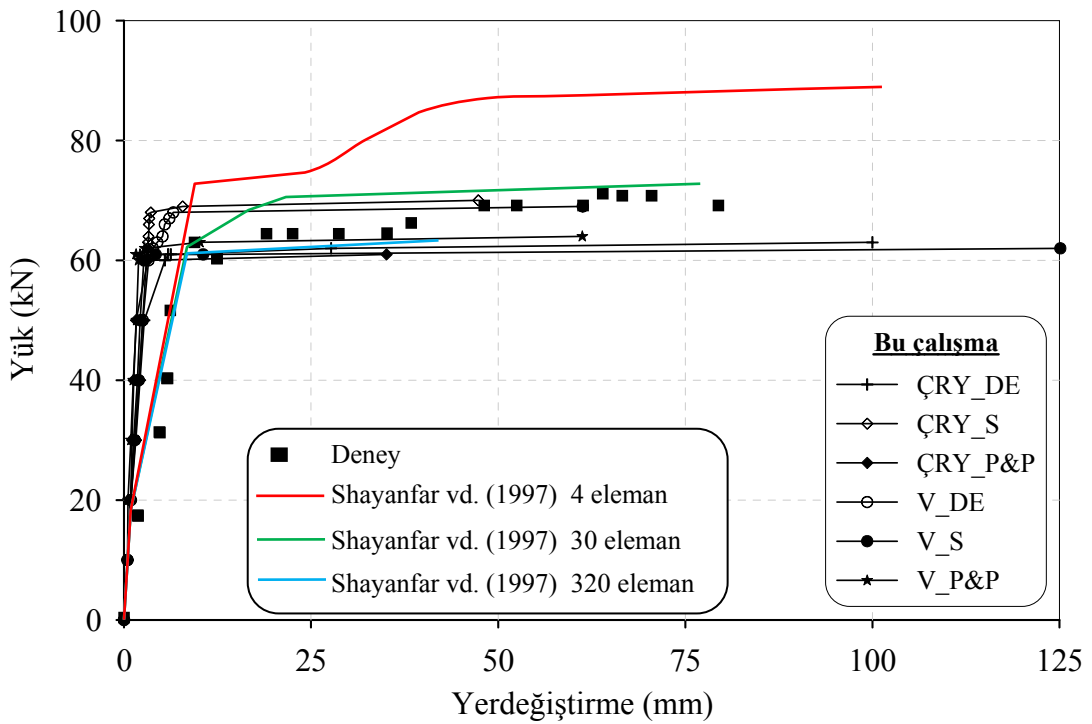 100
80
60
40
20
0
Yük (kN)
0 25 50 75 100 125
Yerdeğiştirme (mm)
Deney
Shayanfar vd. (1997) 4 eleman
Shayanfar vd. (1997) 30 eleman
Shayanfar vd. (1997) 320 eleman
Bu çalışma
ÇRY_DE
ÇRY_S
ÇRY_P&P
V_DE
V_S
V_P&P